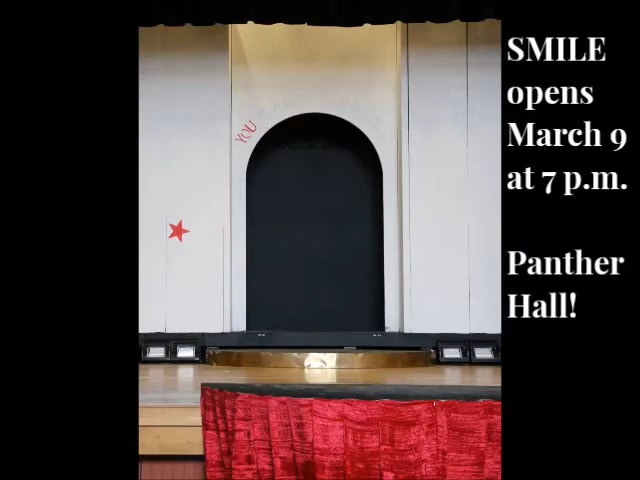 YOU
SMILE
opens
March 9
at 7 p.m.
Panther
Hall!